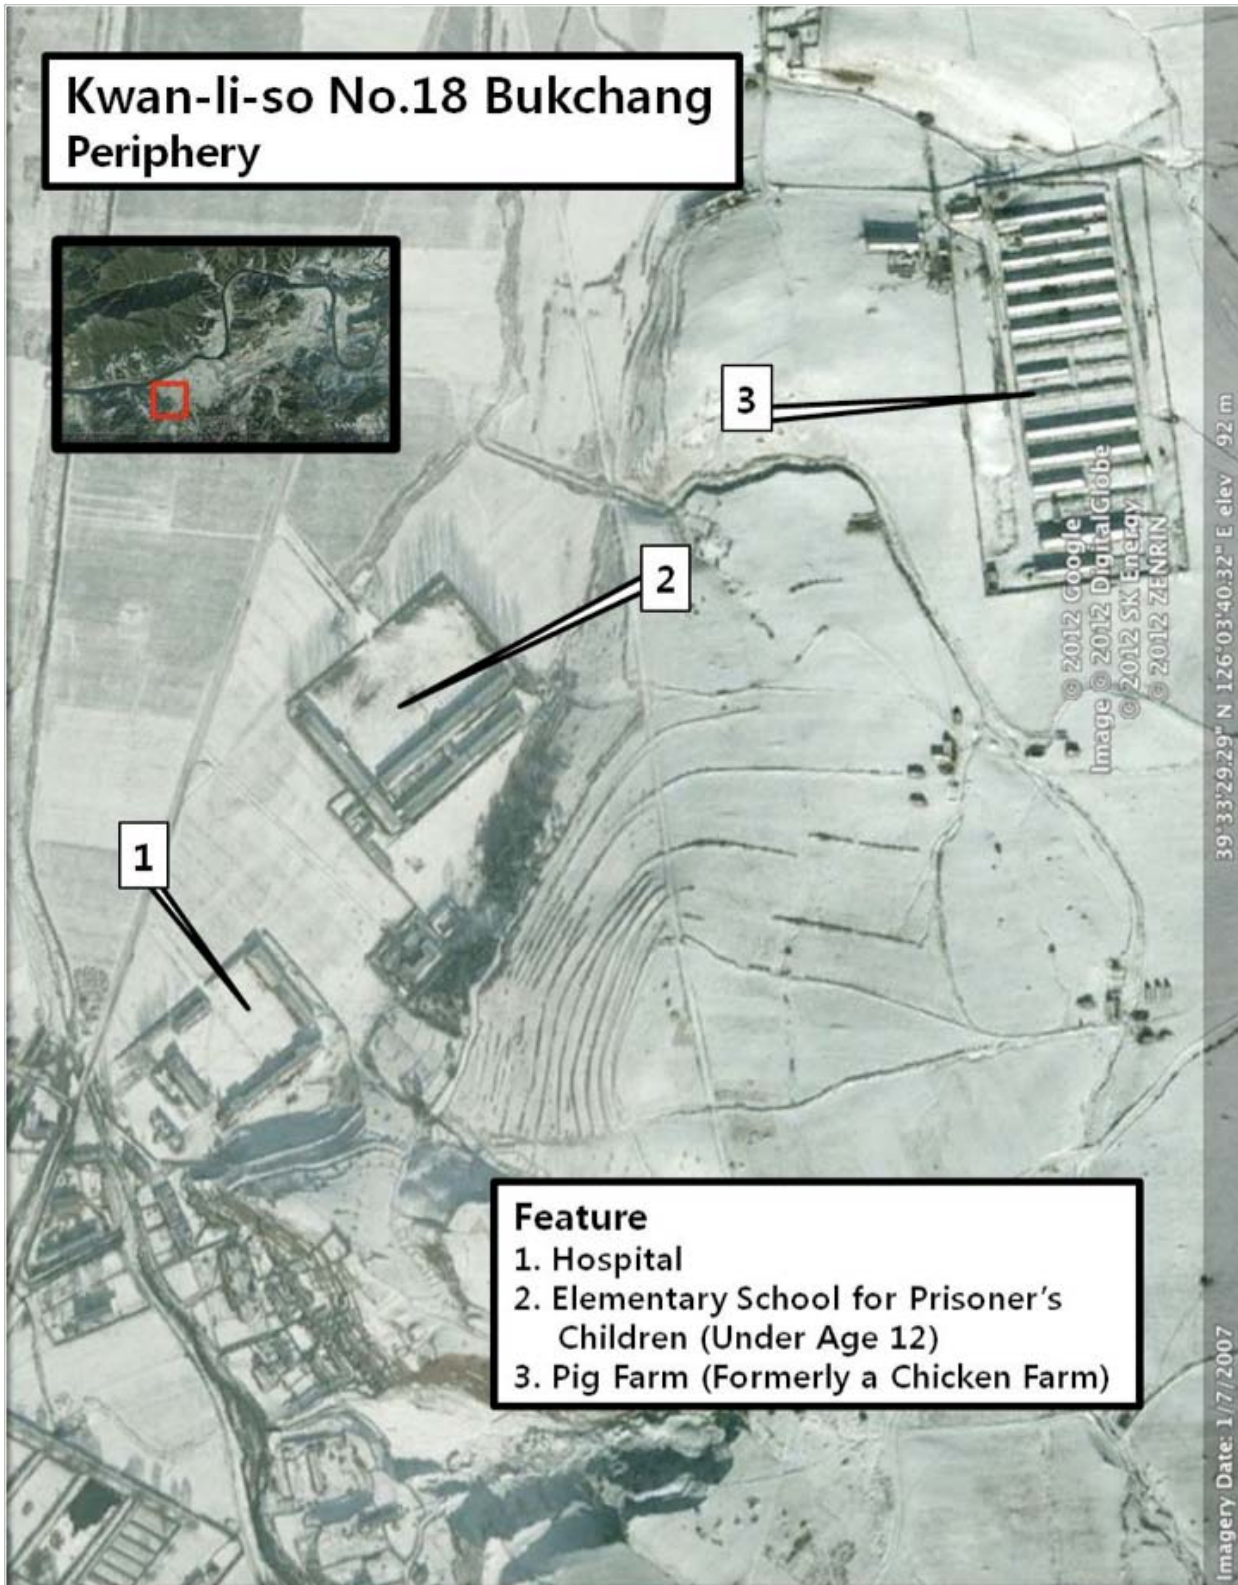 Kwan-li-so No.18 Bukchang
Periphery
3
2
1
Feature
1. Hospital
2. Elementary School for Prisoner's
Children (Under Age 12)
3. Pig Farm (Formerly a Chicken Farm)
© 2012 Google
Image © 2012 DigitalGlobe
© 2012 SK Energy
© 2012 ZENRIN
39°33'29.29" N 126°03'40.32" E elev 92 m
Imagery Date: 1/7/2007